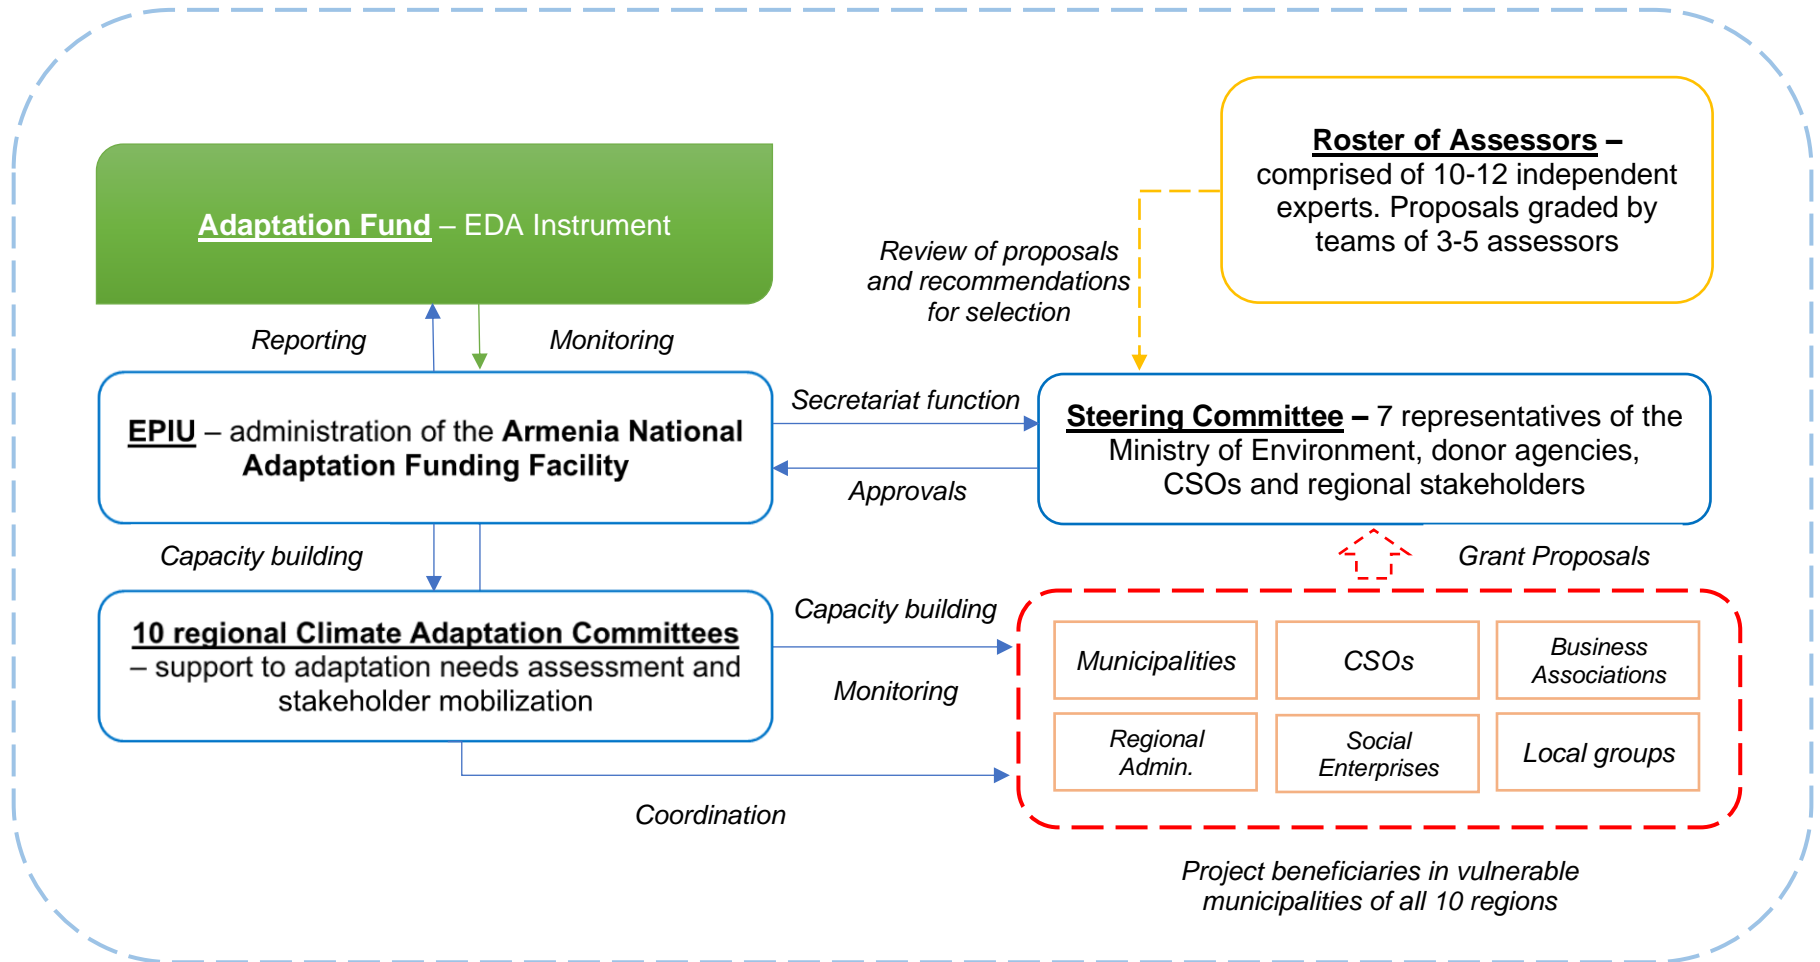 Roster of Assessors –
comprised of 10-12 independent
experts. Proposals graded by
teams of 3-5 assessors
Adaptation Fund – EDA Instrument
Review of proposals
and recommendations
for selection
Reporting
Monitoring
EPIU – administration of the Armenia National
Adaptation Funding Facility
Secretariat function
Approvals
Steering Committee – 7 representatives of the
Ministry of Environment, donor agencies,
CSOs and regional stakeholders
Capacity building
Grant Proposals
10 regional Climate Adaptation Committees
– support to adaptation needs assessment and
stakeholder mobilization
Capacity building
Monitoring
Municipalities
CSOs
Business
Associations
Regional
Admin.
Social
Enterprises
Local groups
Coordination
Project beneficiaries in vulnerable
municipalities of all 10 regions